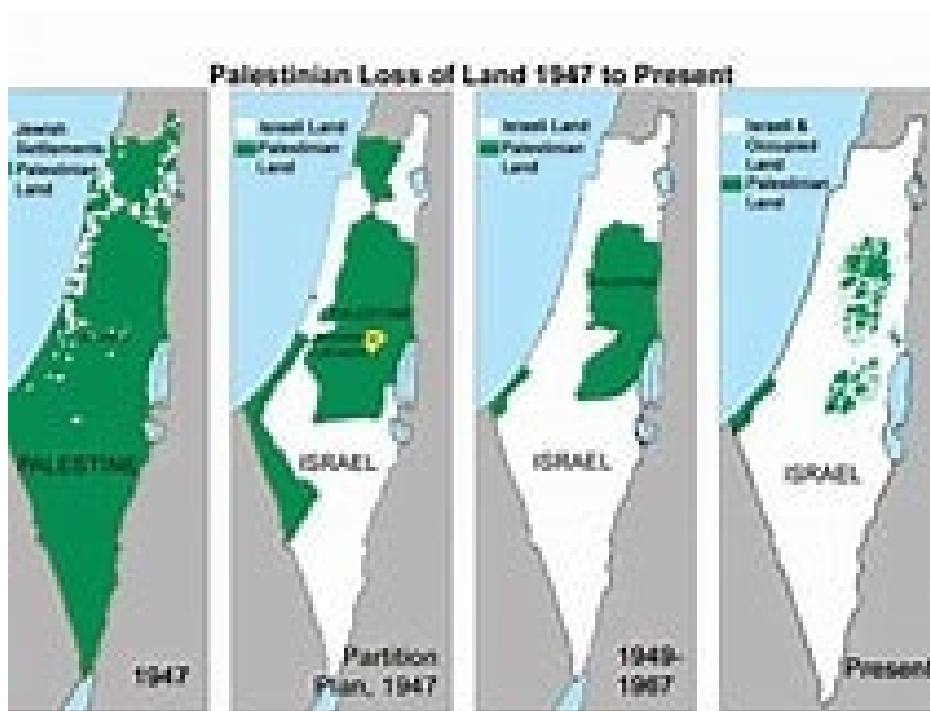 Palestinian Loss of Land 1947 to Present
Jewish
Settlements
Palestinian
Land
PALESTINE
1947
Israeli Land
Palestinian
Land
ISRAEL
Partition
Plan, 1947
Israeli Land
Palestinian
Land
ISRAEL
1949-
1967
Israeli &
Occupied
Land
Palestinian
Land
ISRAEL
Present